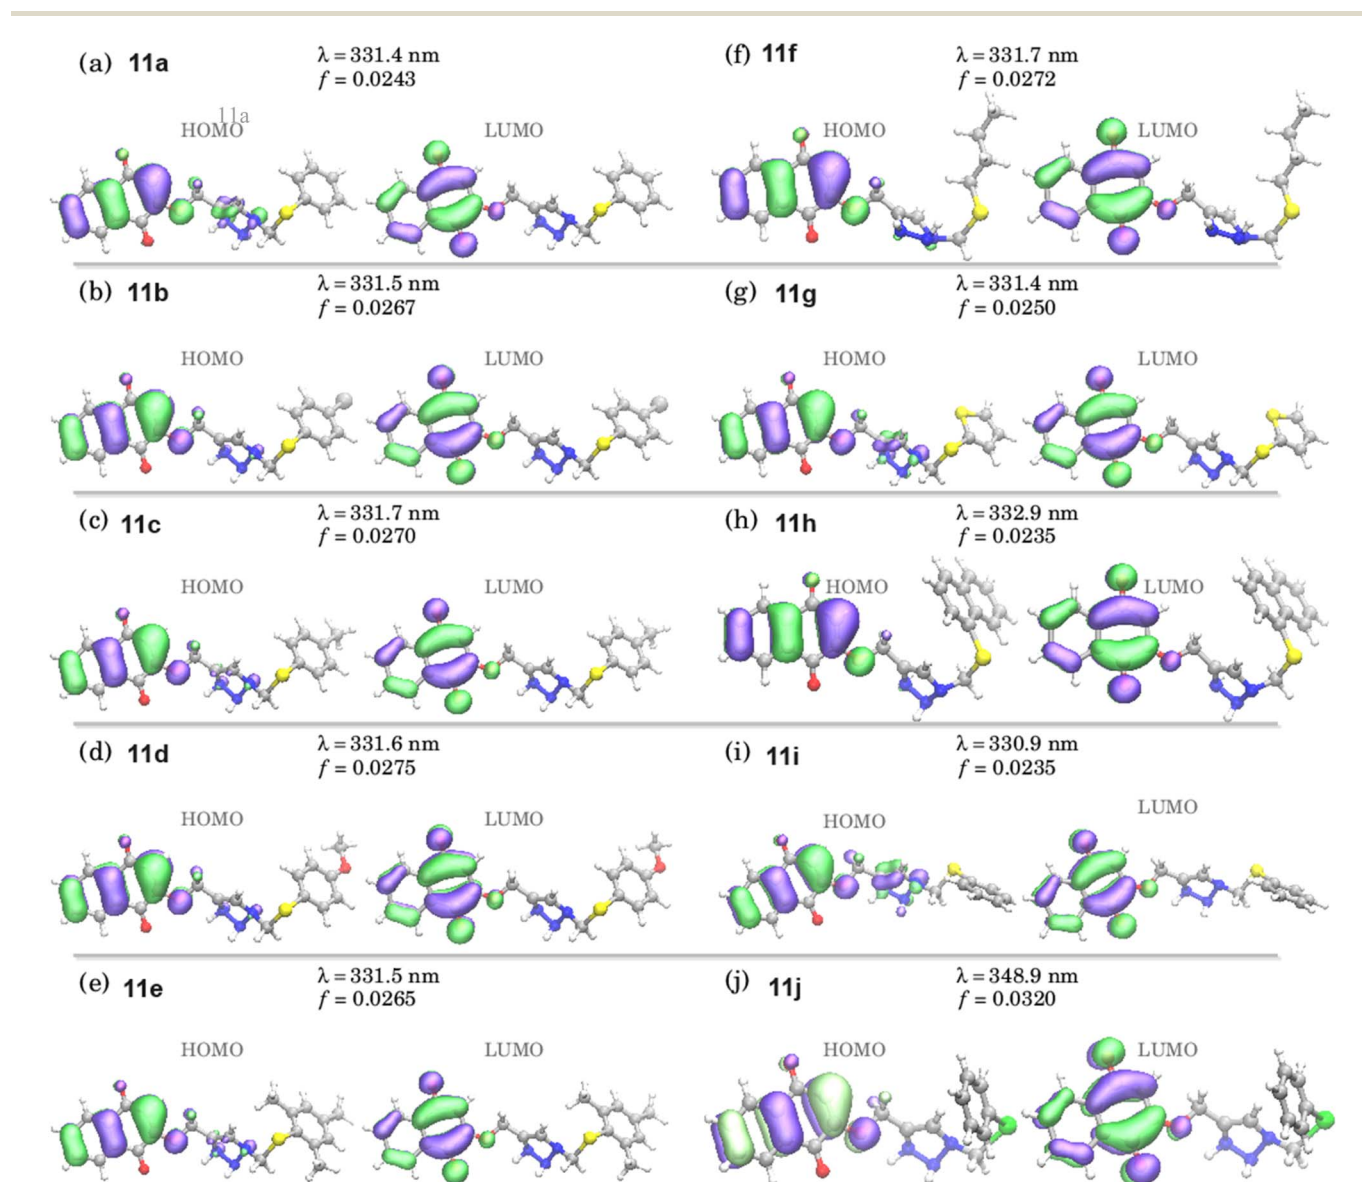 (a) 11a
λ = 331.4 nm
f = 0.0243
11a
HOMO
LUMO
(b) 11b
λ = 331.5 nm
f = 0.0267
HOMO
LUMO
(c) 11c
λ = 331.7 nm
f = 0.0270
HOMO
LUMO
(d) 11d
λ = 331.6 nm
f = 0.0275
HOMO
LUMO
(e) 11e
λ = 331.5 nm
f = 0.0265
HOMO
LUMO
(f) 11f
λ = 331.7 nm
f = 0.0272
HOMO
LUMO
(g) 11g
λ = 331.4 nm
f = 0.0250
HOMO
LUMO
(h) 11h
λ = 332.9 nm
f = 0.0235
HOMO
LUMO
(i) 11i
λ = 330.9 nm
f = 0.0235
HOMO
LUMO
(j) 11j
λ = 348.9 nm
f = 0.0320
HOMO
LUMO